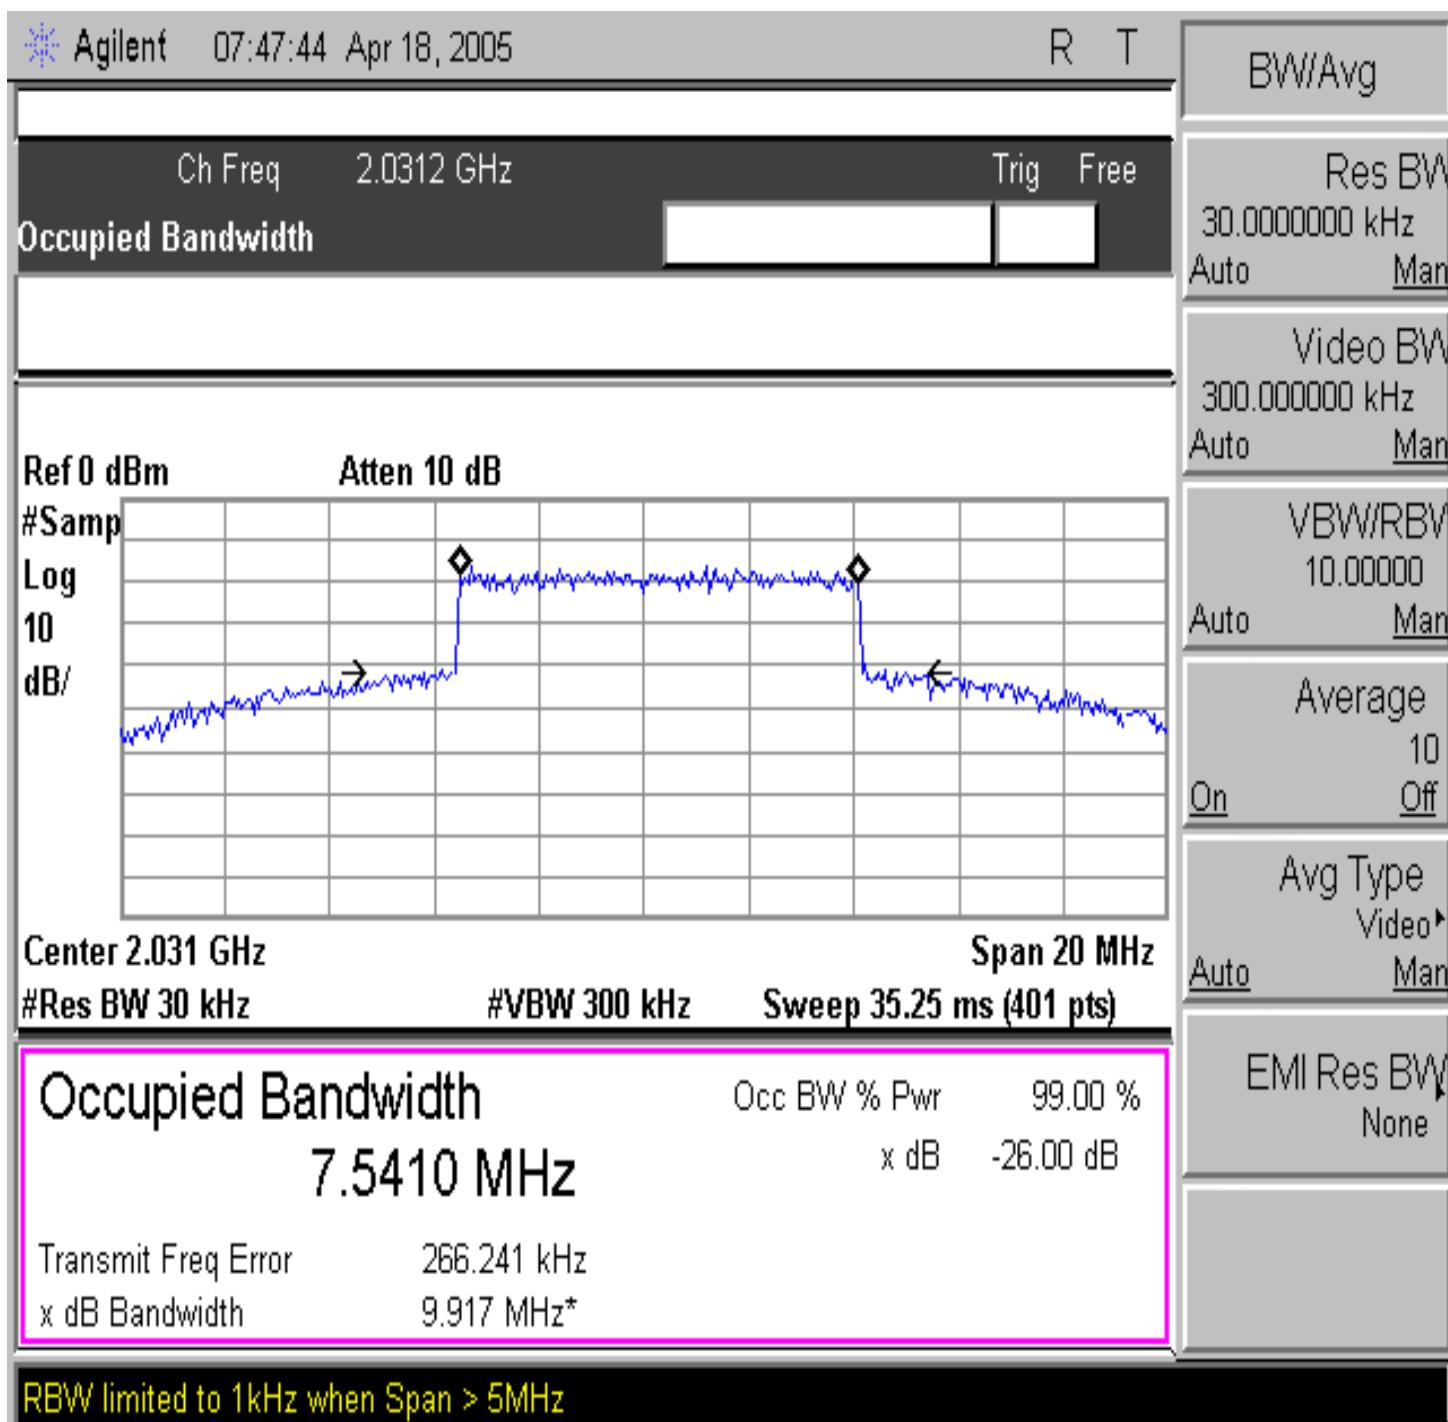 Agilent 07:47:44 Apr 18, 2005 R T
BW/Avg
Ch Freq 2.0312 GHz Trig Free
Occupied Bandwidth
Res BW
30.0000000 kHz
Auto Man
Video BW
300.000000 kHz
Auto Man
Ref 0 dBm Atten 10 dB
#Samp
Log
10
dB/
VBW/RBW
10.00000
Auto Man
Average
10
On Off
Avg Type
Video
Auto Man
Center 2.031 GHz Span 20 MHz
#Res BW 30 kHz #VBW 300 kHz Sweep 35.25 ms (401 pts)
EMI Res BW
None
Occupied Bandwidth Occ BW % Pwr 99.00 %
7.5410 MHz x dB -26.00 dB
Transmit Freq Error 266.241 kHz
x dB Bandwidth 9.917 MHz*
RBW limited to 1kHz when Span > 5MHz